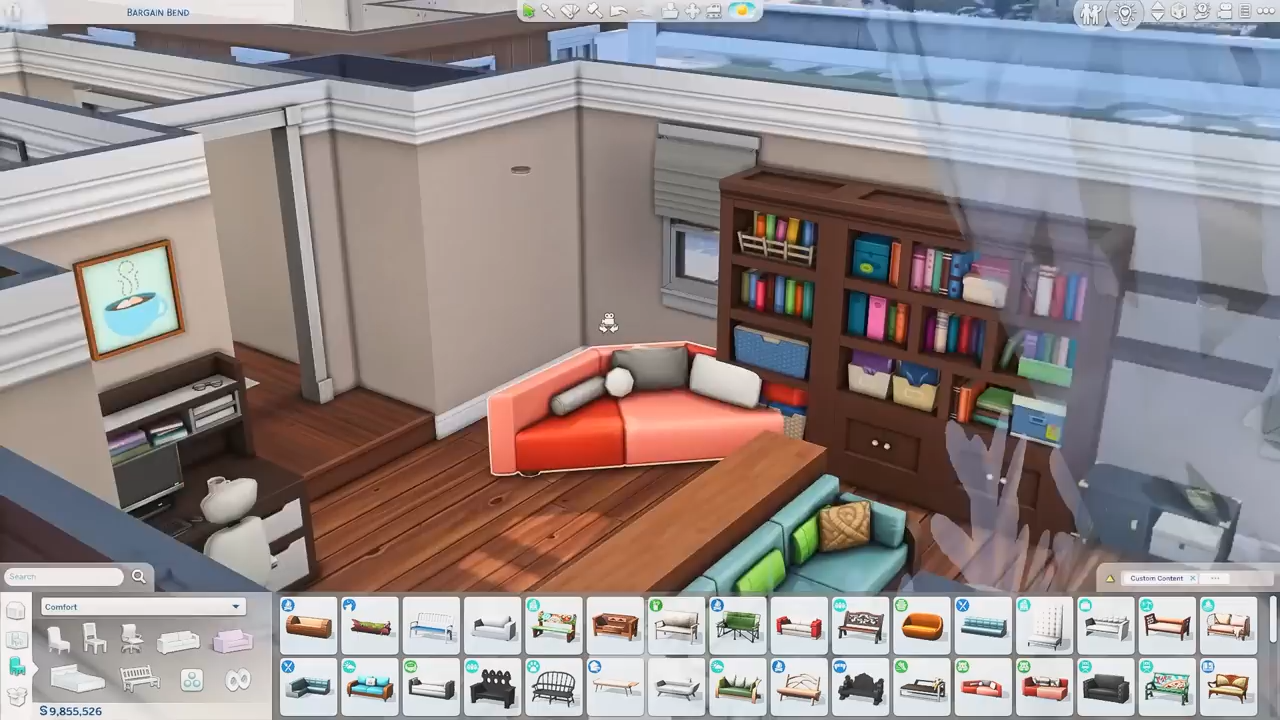 BARGAIN BEND
Search
Custom Content
Comfort
§9,855,526